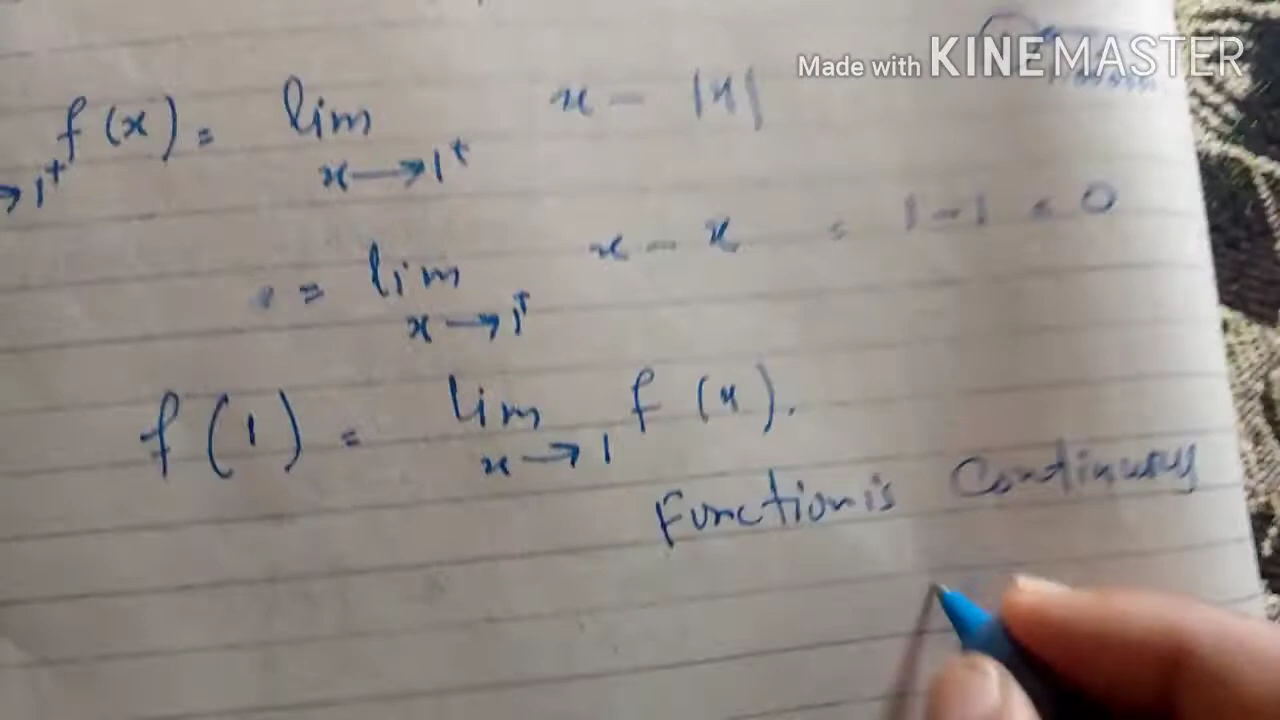 Made with KINEMASTER
f(x) = lim x - |x|
→1⁺ x→1⁺
= lim x - x = 1-1 = 0
x→1⁺
f(1) = lim f(x).
x→1
Function is Continuous